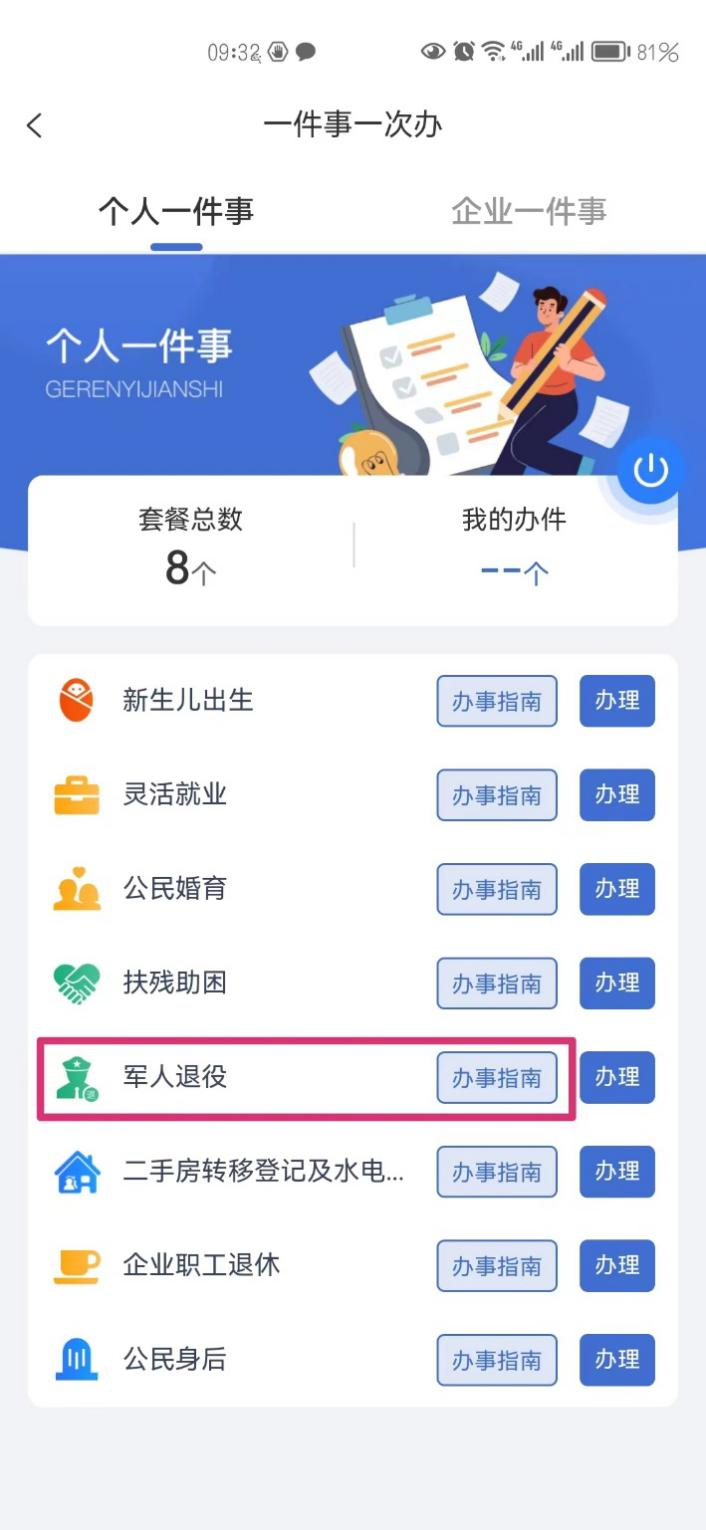 09:32
4G 4G 81%
一件事一次办
个人一件事 企业一件事
个人一件事
GERENYIJIANSHI
套餐总数 我的办件
8个 --个
新生儿出生 办事指南 办理
灵活就业 办事指南 办理
公民婚育 办事指南 办理
扶残助困 办事指南 办理
军人退役 办事指南 办理
二手房转移登记及水电... 办事指南 办理
企业职工退休 办事指南 办理
公民身后 办事指南 办理